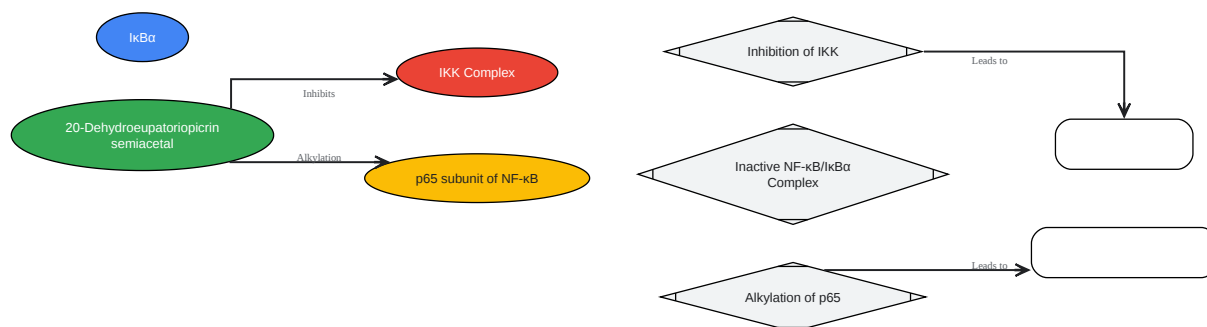 IκBα
20-Dehydroeupatoriopicrin
semiacetal
Inhibits
IKK Complex
Alkylation
p65 subunit of NF-κB
Inhibition of IKK
Leads to
Inactive NF-κB/IκBα
Complex
Alkylation of p65
Leads to